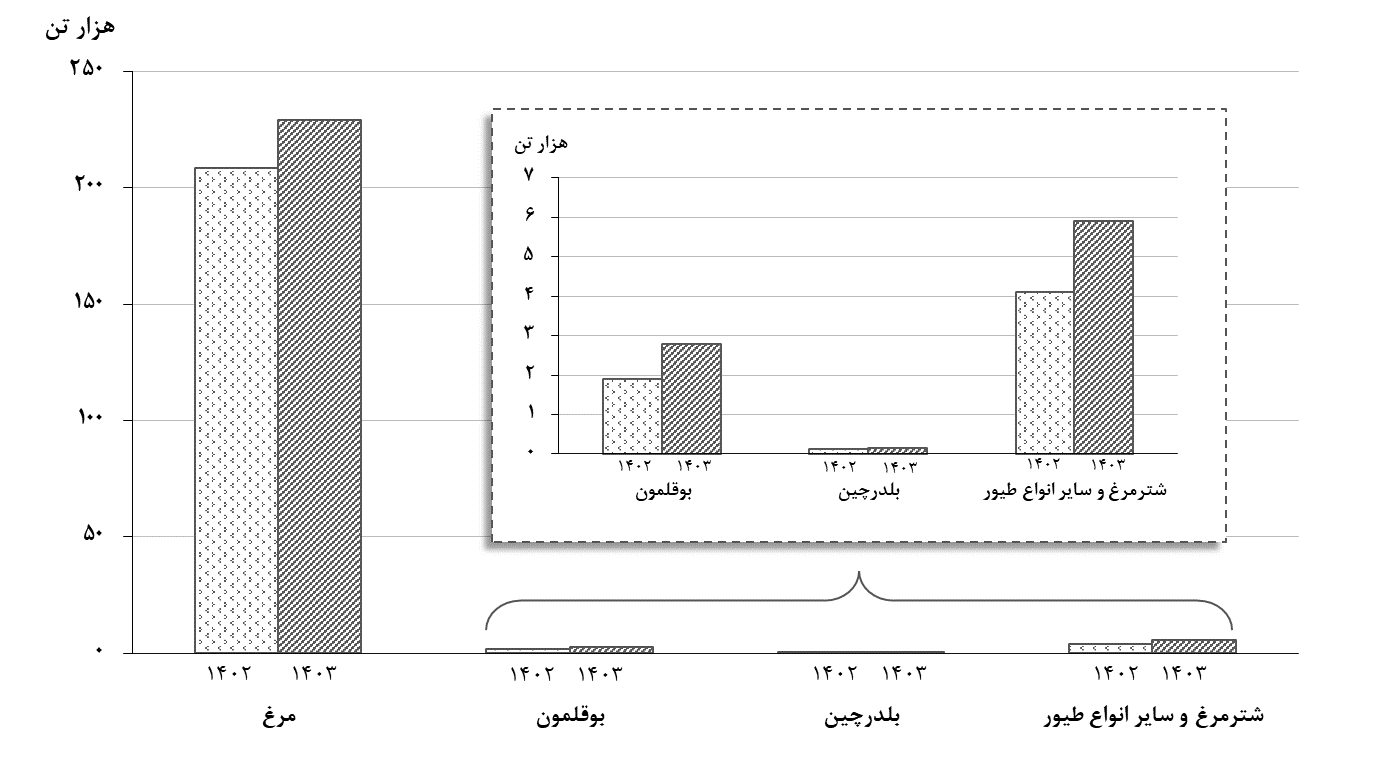 هزار تن
۲۵۰
۲۰۰
۱۵۰
۱۰۰
۵۰
۰
هزار تن
۷
۶
۵
۴
۳
۲
۱
۰
۱۴۰۲ ۱۴۰۳ ۱۴۰۲ ۱۴۰۳ ۱۴۰۲ ۱۴۰۳
بوقلمون بلدرچین شترمرغ و سایر انواع طیور
۱۴۰۲ ۱۴۰۳ ۱۴۰۲ ۱۴۰۳ ۱۴۰۲ ۱۴۰۳ ۱۴۰۲ ۱۴۰۳
مرغ بوقلمون بلدرچین شترمرغ و سایر انواع طیور